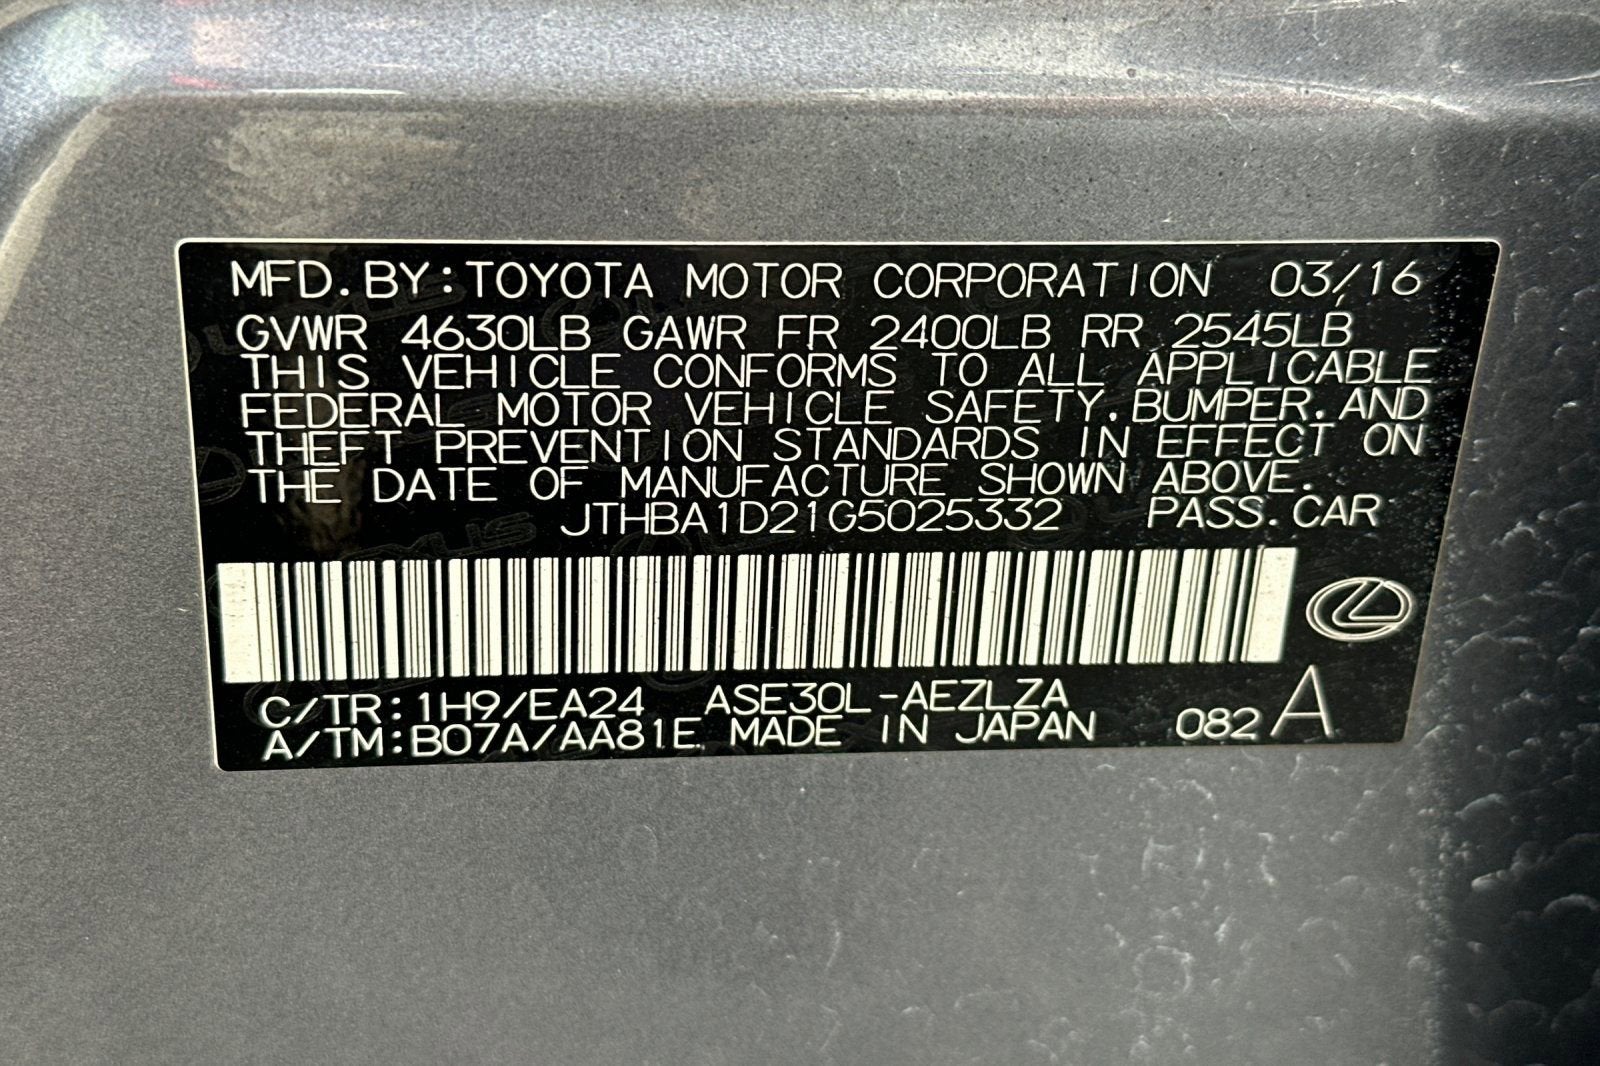 MFD. BY: TOYOTA MOTOR CORPORATION 03/16
GVWR 4630LB GAWR FR 2400LB RR 2545LB
THIS VEHICLE CONFORMS TO ALL APPLICABLE
FEDERAL MOTOR VEHICLE SAFETY, BUMPER, AND
THEFT PREVENTION STANDARDS IN EFFECT ON
THE DATE OF MANUFACTURE SHOWN ABOVE.
JTHBA1D21G5025332 PASS. CAR
C/TR: 1H9/EA24 ASE30L-AEZLZA
A/TM: B07A/AA81E MADE IN JAPAN 082 A